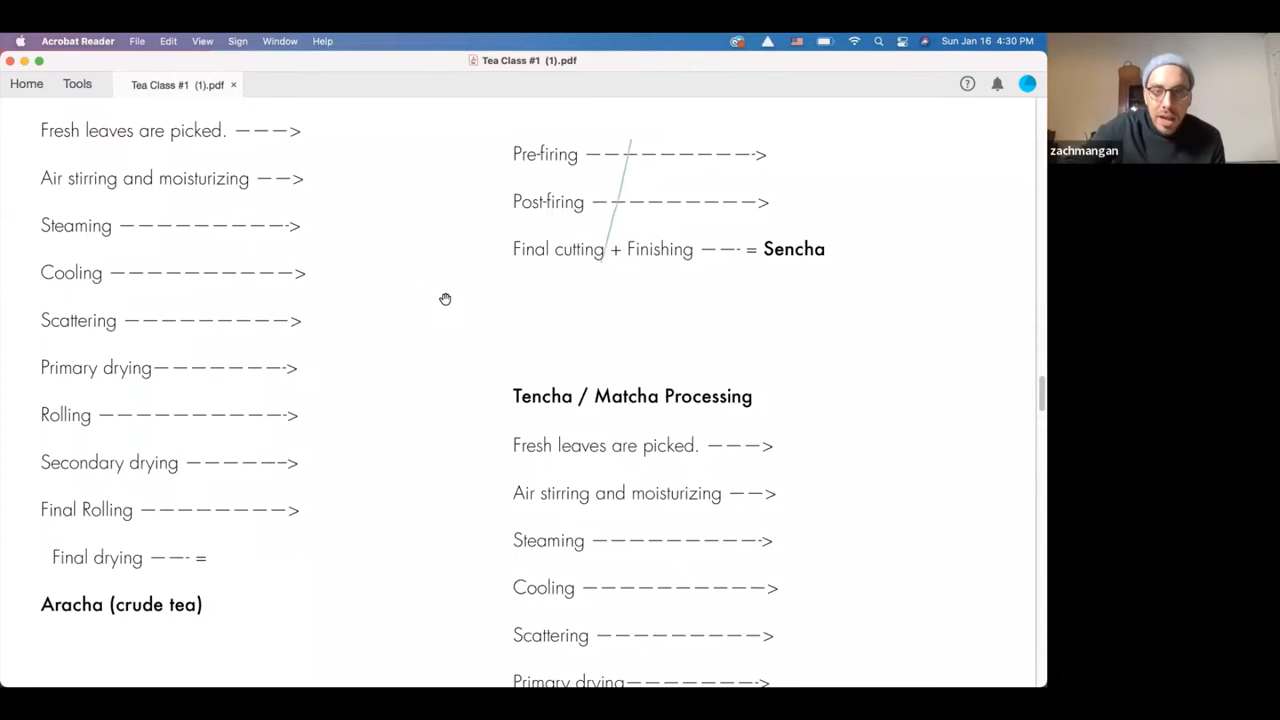 Acrobat Reader File Edit View Sign Window Help Sun Jan 16 4:30 PM
Tea Class #1 (1).pdf
Home Tools Tea Class #1 (1).pdf ×
zachmangan
Fresh leaves are picked. — — — >
Air stirring and moisturizing — — >
Steaming — — — — — — — — — - >
Cooling — — — — — — — — — — >
Scattering — — — — — — — — — >
Primary drying — — — — — — — - >
Rolling — — — — — — — — — — - >
Secondary drying — — — — — – >
Final Rolling — — — — — — — — >
Final drying — — - =
Aracha (crude tea)
Pre-firing — — — — — — — — — - >
Post-firing — — — — — — — — — >
Final cutting + Finishing — — - = Sencha
Tencha / Matcha Processing
Fresh leaves are picked. — — — >
Air stirring and moisturizing — — >
Steaming — — — — — — — — — - >
Cooling — — — — — — — — — — >
Scattering — — — — — — — — — >
Primary drying — — — — — — — - >